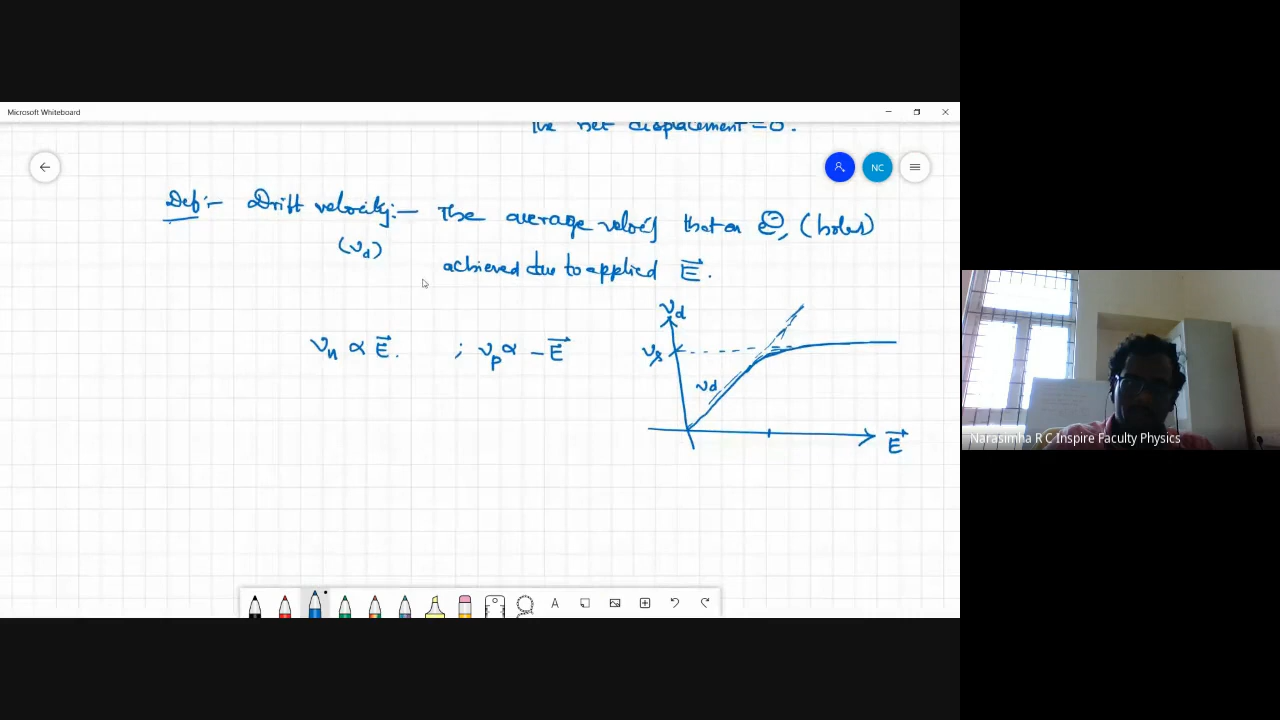 Microsoft Whiteboard
the net displacement = 0.
NC
Def:- Drift velocity:- The average velocity that an e⊖, (holes)
(v_d)
achieved due to applied E⃗.
v_n ∝ E⃗. ; v_p ∝ -E⃗
v_d
v_s
v_d
E⃗
A
Narasimha R C Inspire Faculty Physics